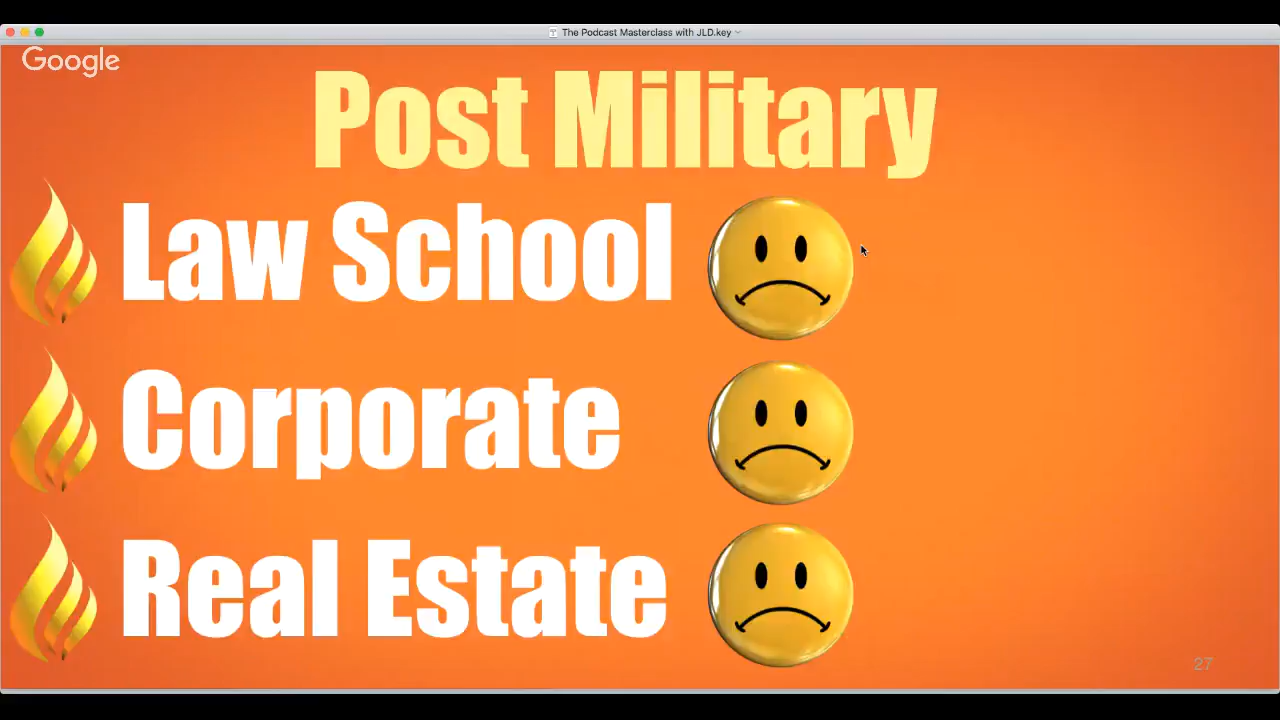 The Podcast Masterclass with JLD.key
Google
Post Military
Law School
Corporate
Real Estate
27